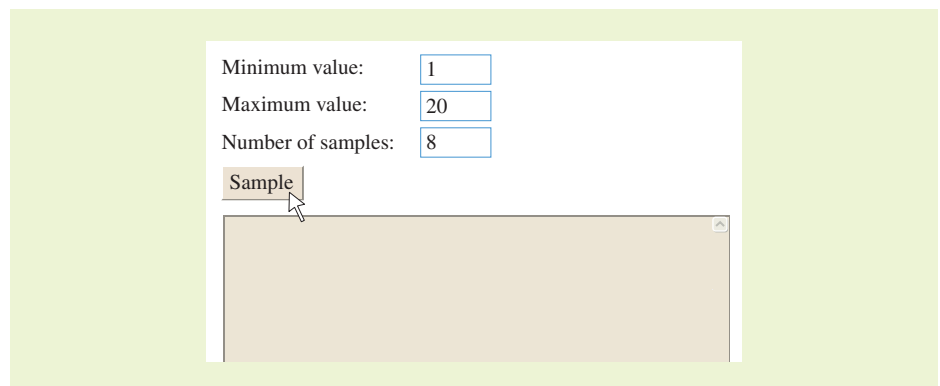 Minimum value: 1
Maximum value: 20
Number of samples: 8
Sample